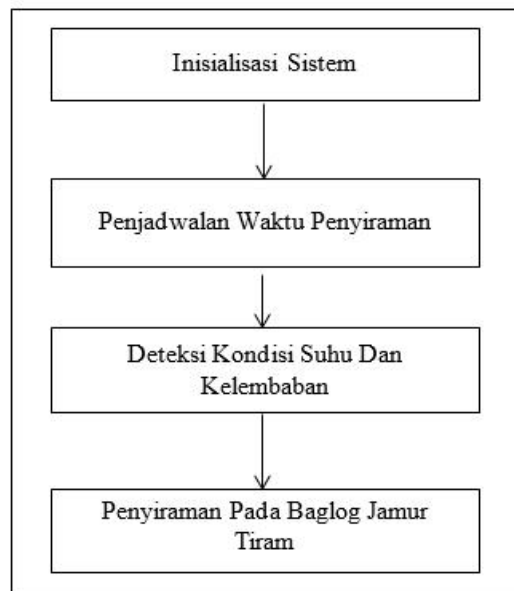 Inisialisasi Sistem
Penjadwalan Waktu Penyiraman
Deteksi Kondisi Suhu Dan
Kelembaban
Penyiraman Pada Baglog Jamur
Tiram